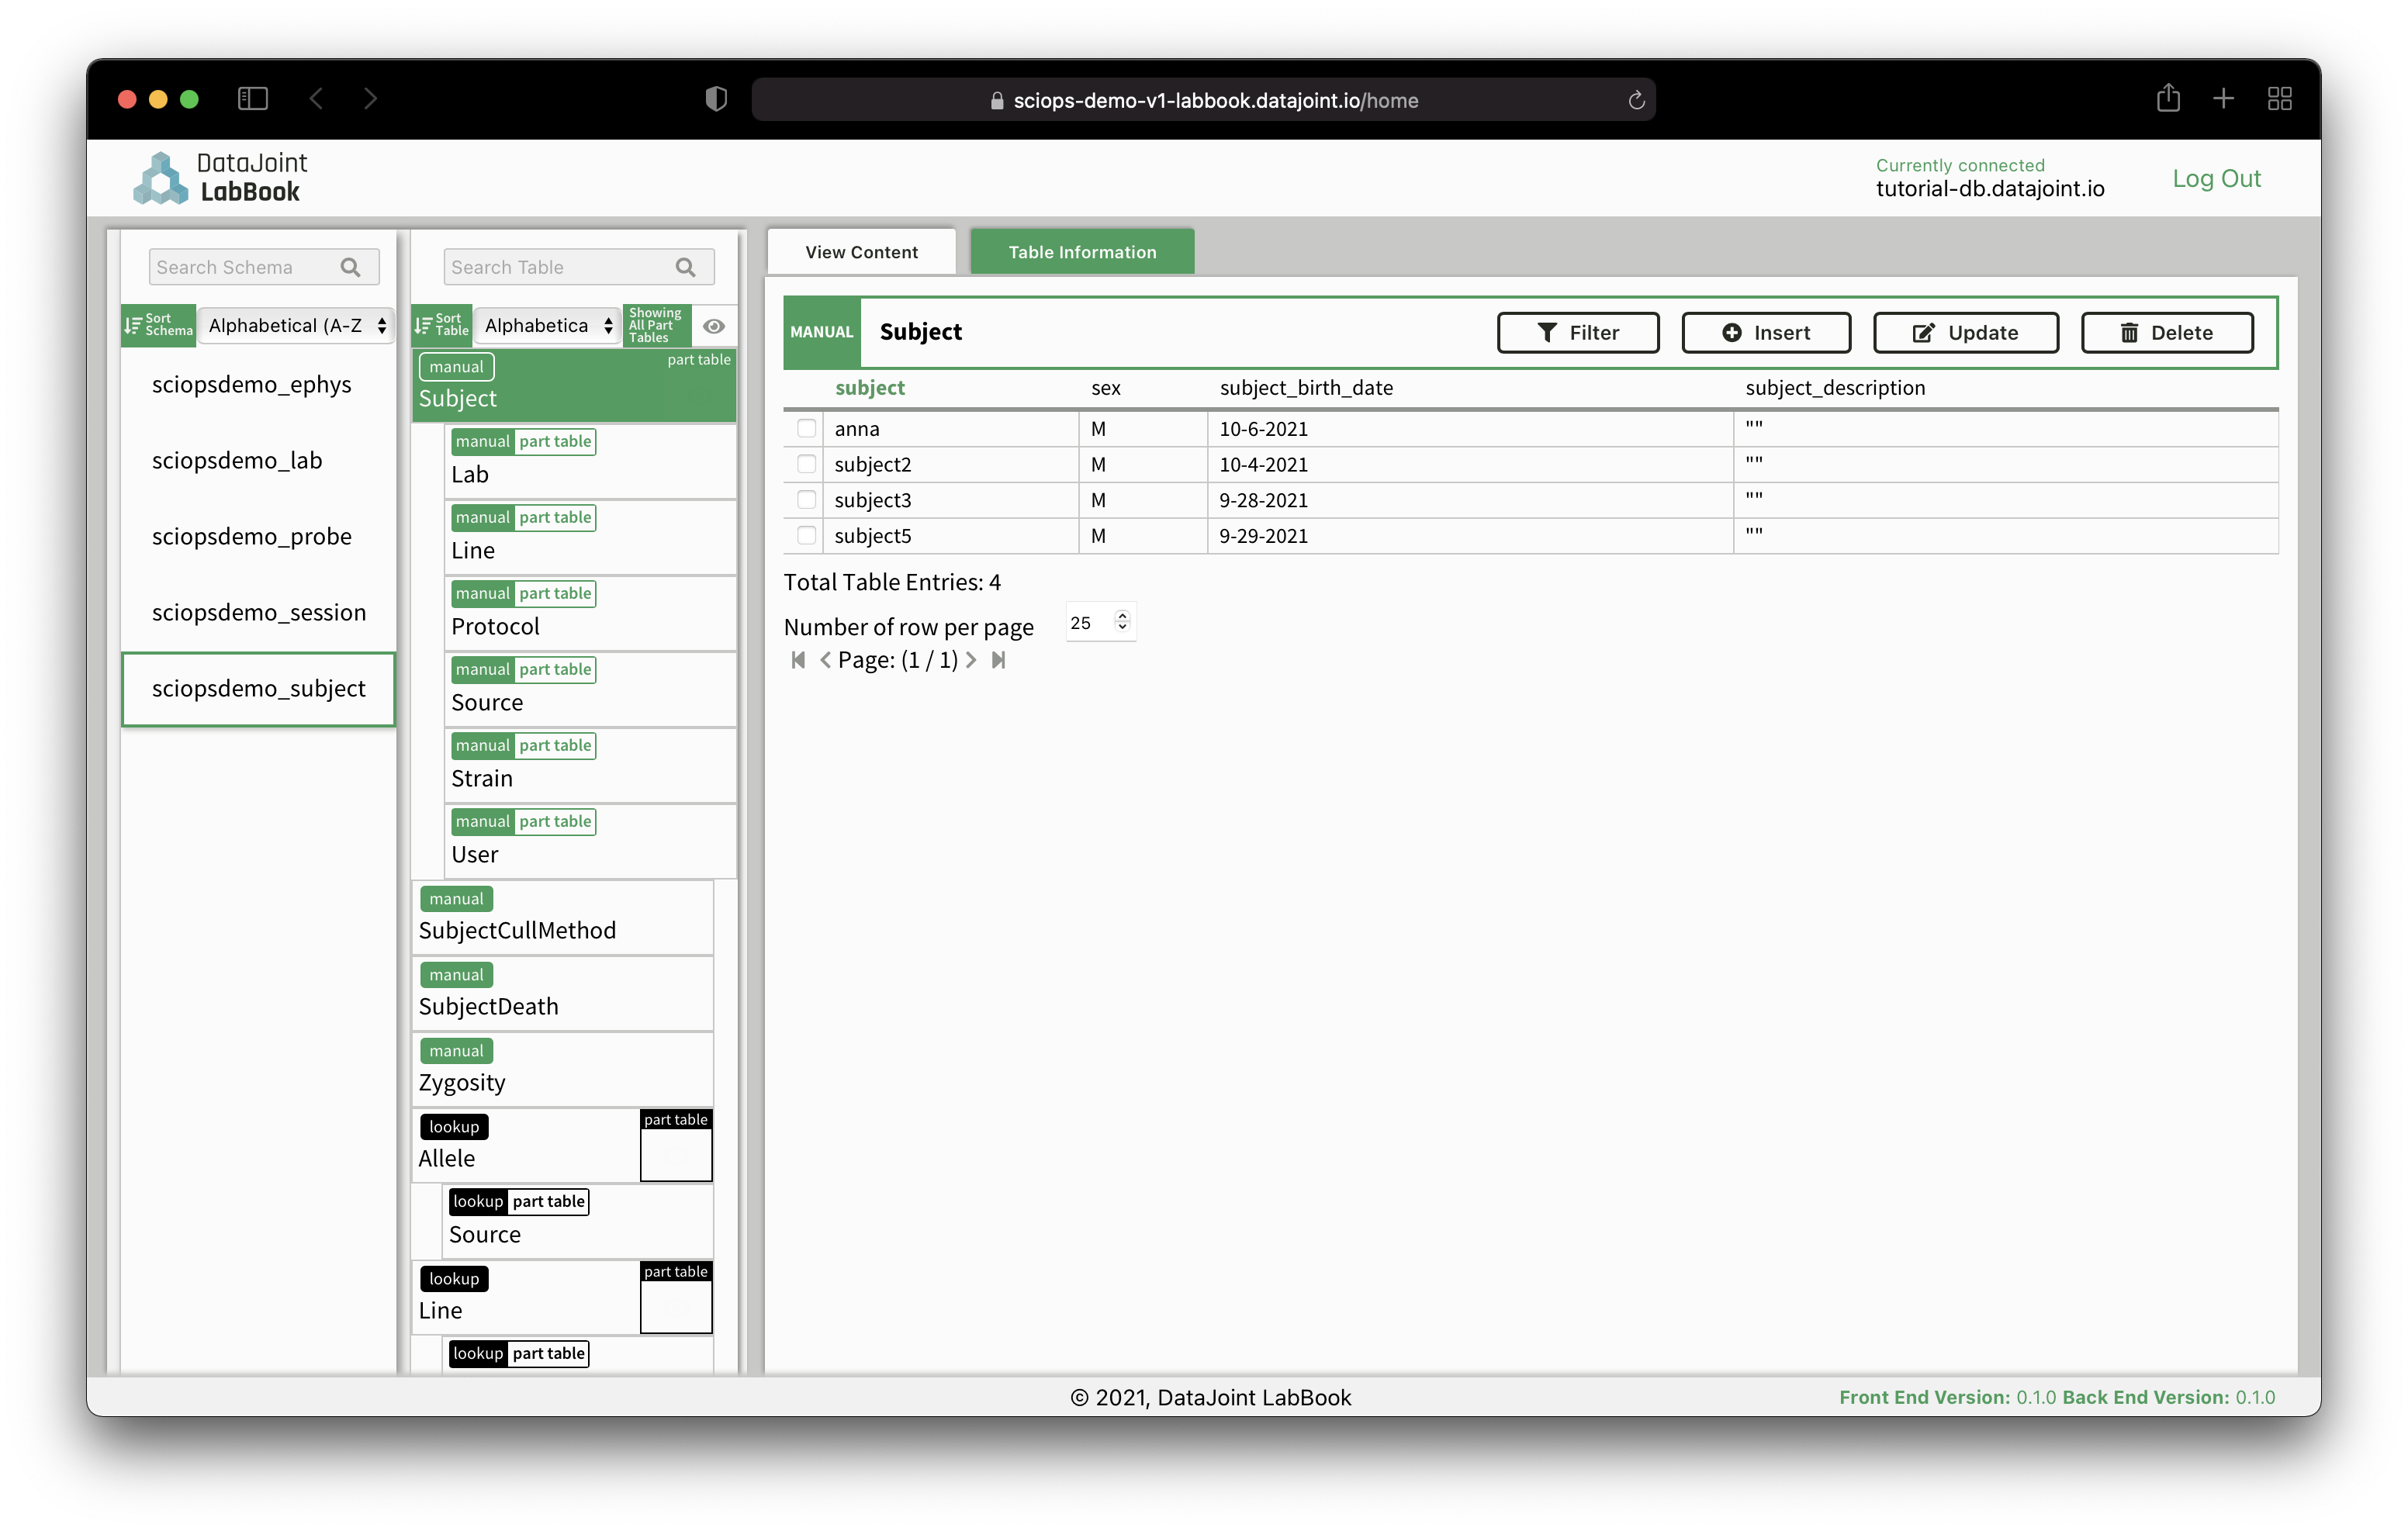 sciops-demo-v1-labbook.datajoint.io/home
DataJoint
LabBook
Currently connected
tutorial-db.datajoint.io
Log Out
Search Schema
Sort
Schema
Alphabetical (A-Z
sciopsdemo_ephys
sciopsdemo_lab
sciopsdemo_probe
sciopsdemo_session
sciopsdemo_subject
Search Table
Sort
Table
Alphabetica
Showing
All Part
Tables
manual
part table
Subject
manual part table
Lab
manual part table
Line
manual part table
Protocol
manual part table
Source
manual part table
Strain
manual part table
User
manual
SubjectCullMethod
manual
SubjectDeath
manual
Zygosity
lookup
part table
Allele
lookup part table
Source
lookup
part table
Line
lookup part table
View Content
Table Information
MANUAL Subject Filter Insert Update Delete
subject sex subject_birth_date subject_description
anna M 10-6-2021 ""
subject2 M 10-4-2021 ""
subject3 M 9-28-2021 ""
subject5 M 9-29-2021 ""
Total Table Entries: 4
Number of row per page 25
Page: (1 / 1)
© 2021, DataJoint LabBook
Front End Version: 0.1.0 Back End Version: 0.1.0